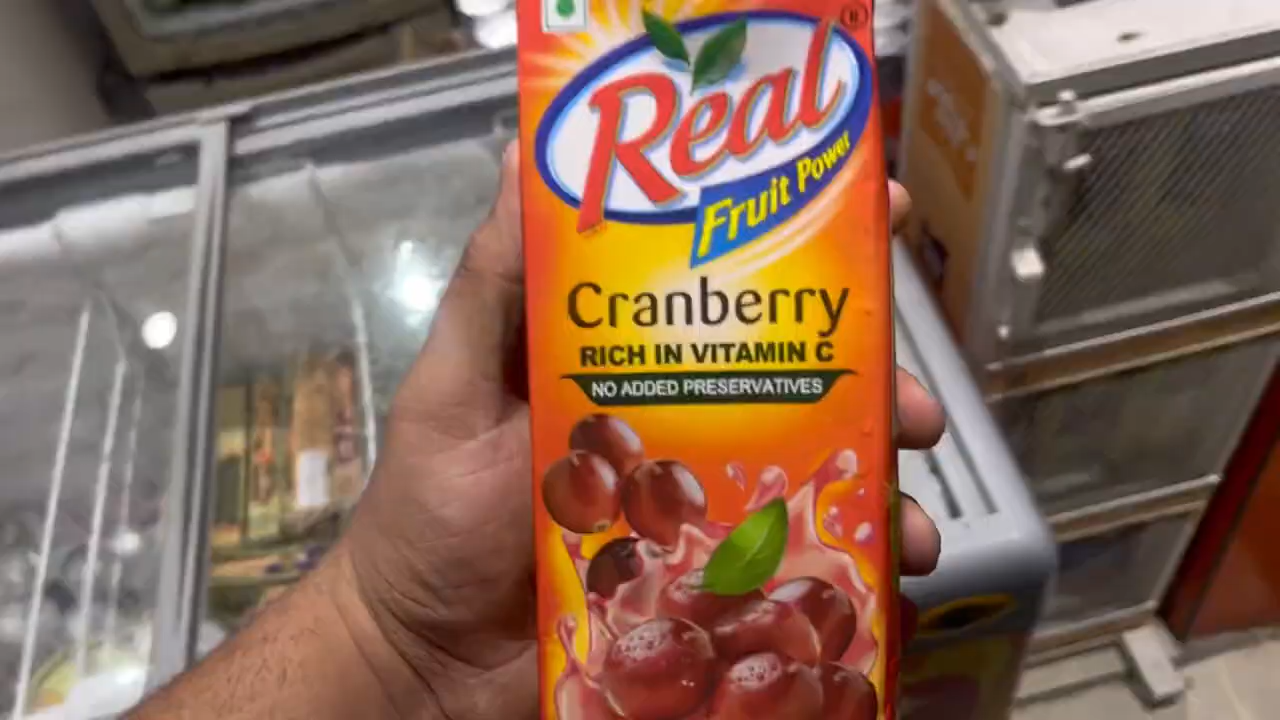 Real
®
Fruit Power
Cranberry
RICH IN VITAMIN C
NO ADDED PRESERVATIVES